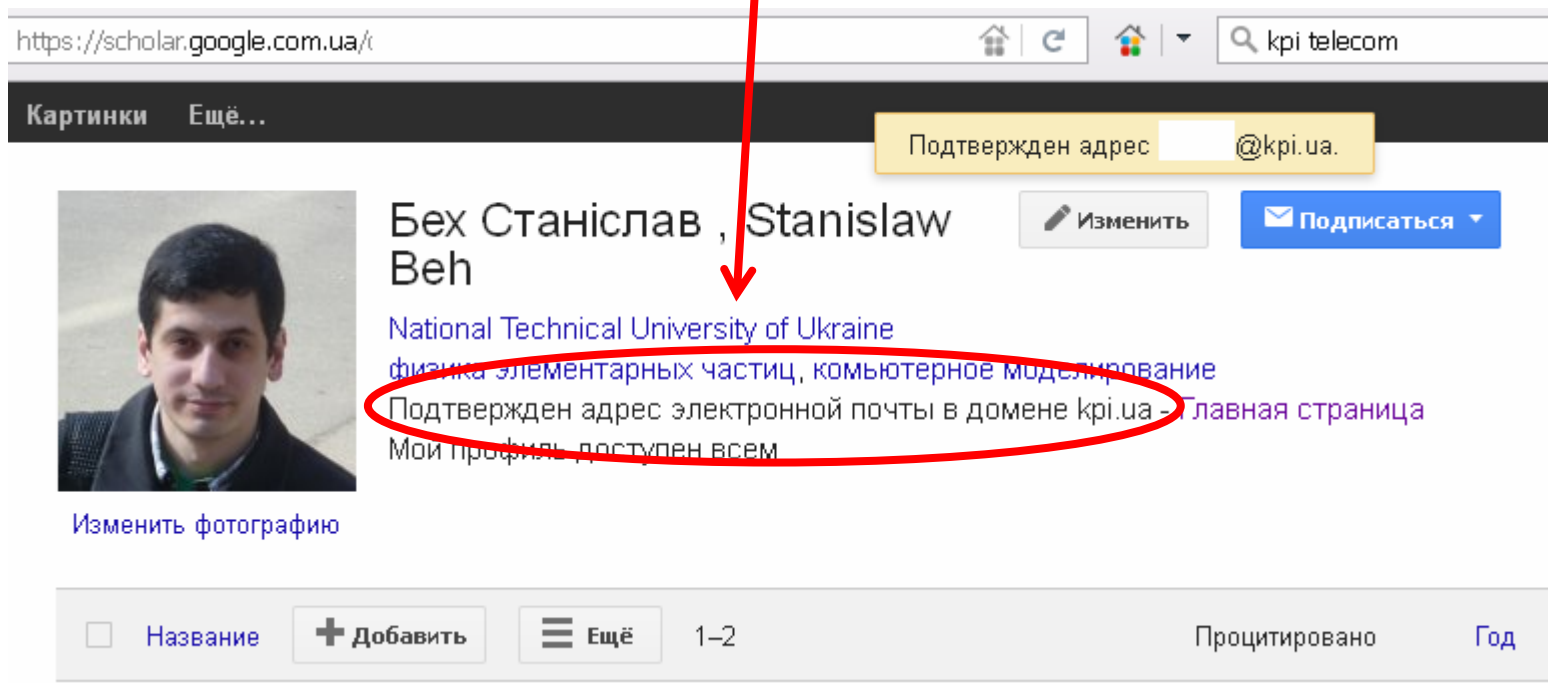 https://scholar.google.com.ua/c
kpi telecom
Картинки Ещё...
Подтвержден адрес @kpi.ua.
Бех Станіслав , Stanislaw
Beh
Изменить
Подписаться
National Technical University of Ukraine
физика элементарных частиц, комьютерное моделирование
Подтвержден адрес электронной почты в домене kpi.ua - Главная страница
Мой профиль доступен всем
Изменить фотографию
Название Добавить Ещё 1–2 Процитировано Год